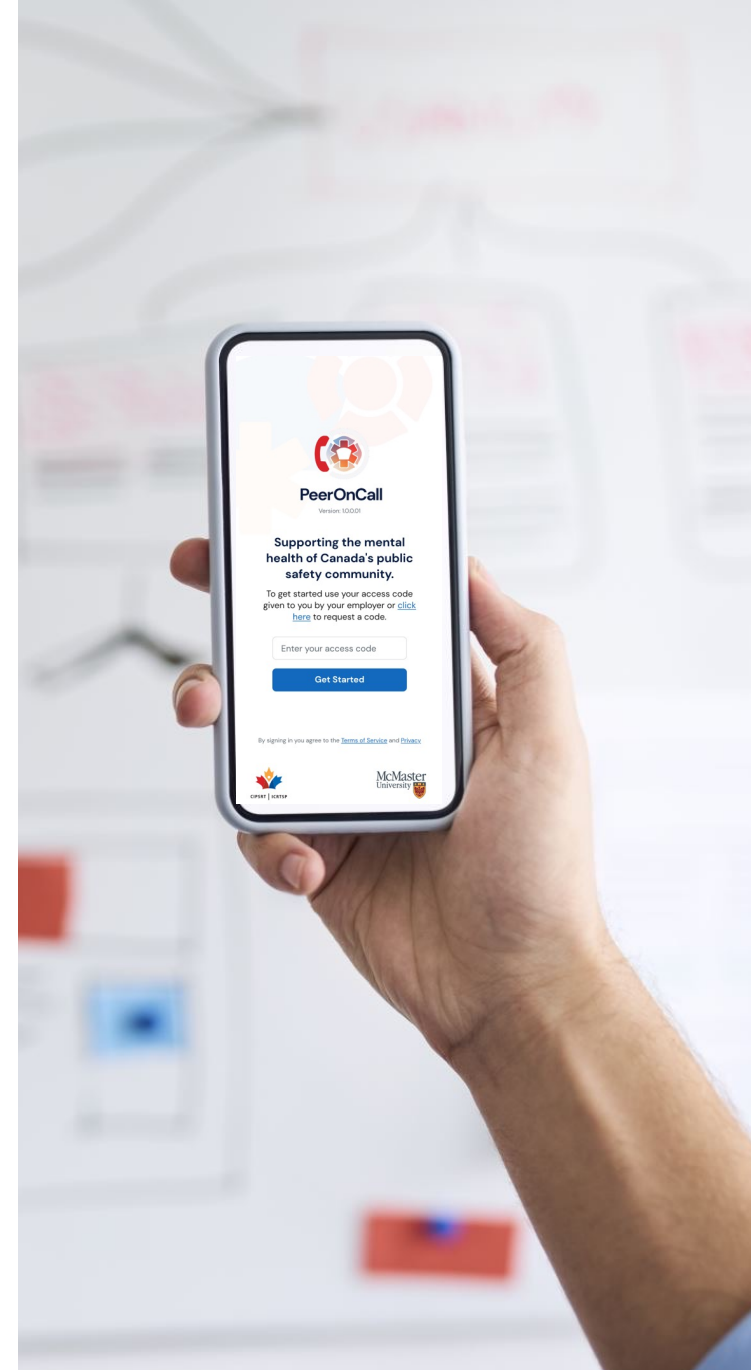 PeerOnCall
Version: 1.0.0.01
Supporting the mental
health of Canada's public
safety community.
To get started use your access code
given to you by your employer or click
here to request a code.
Enter your access code
Get Started
By signing in you agree to the Terms of Service and Privacy
CIPSRT | ICRTSP
McMaster
University